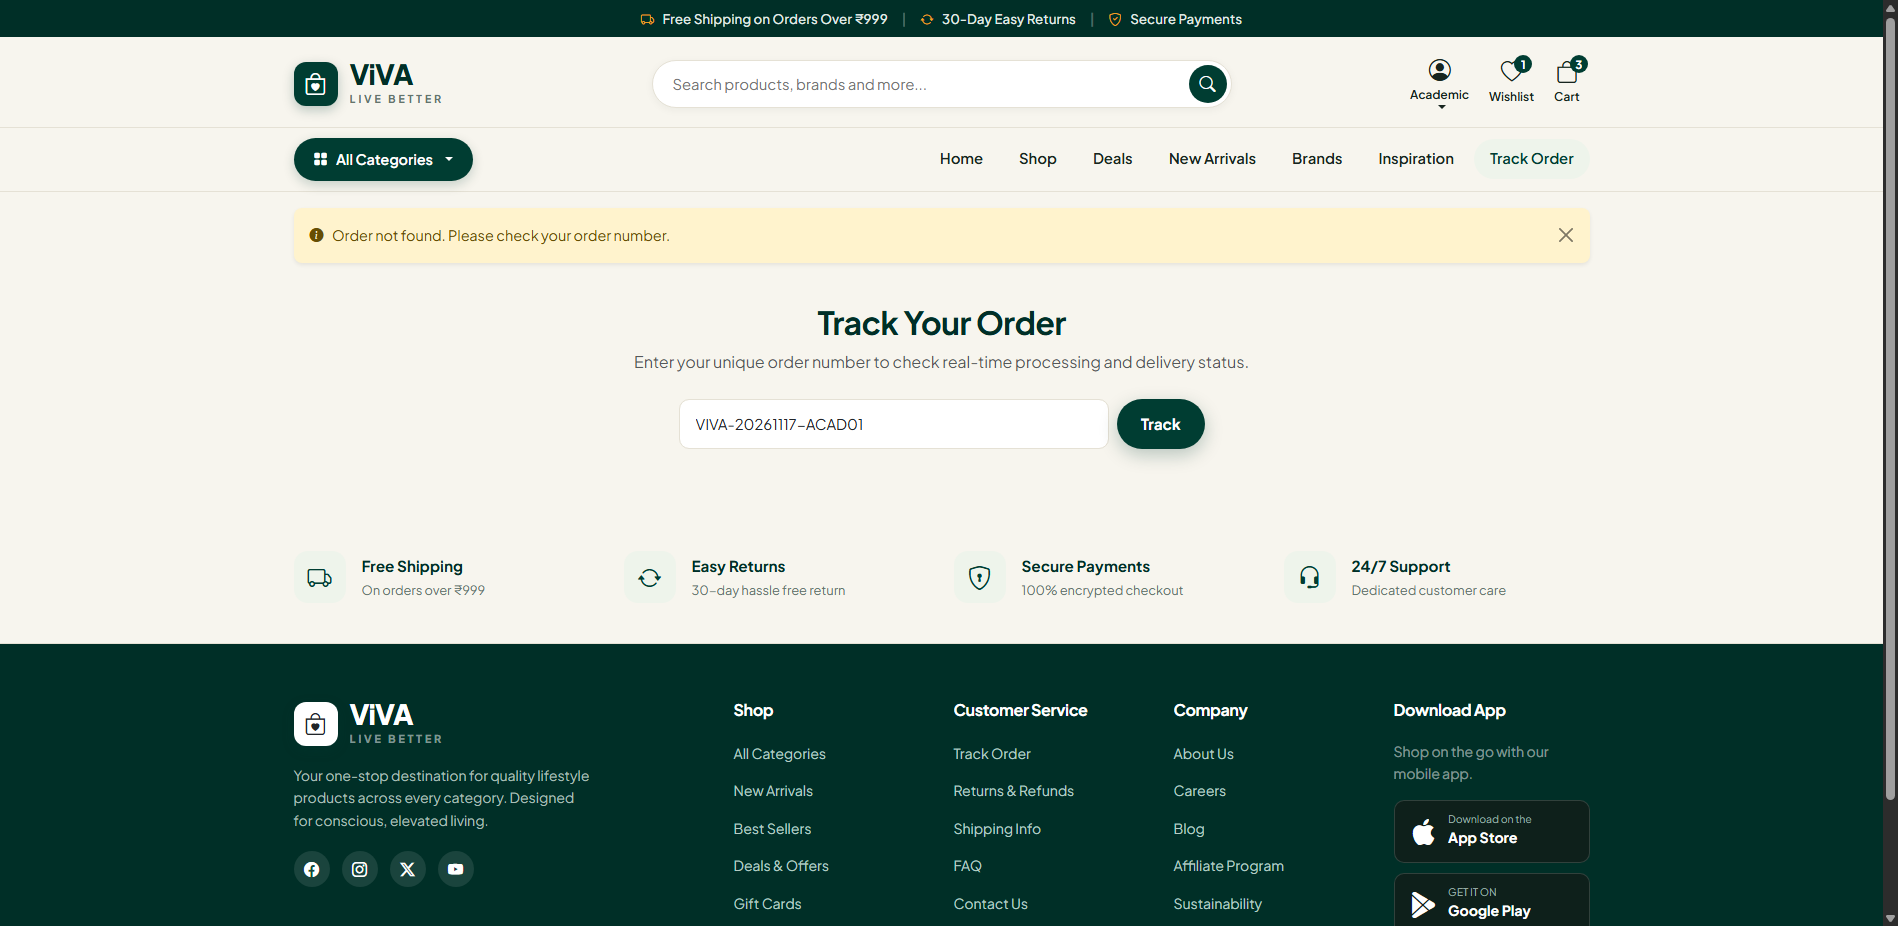 Free Shipping on Orders Over ₹999 | 30-Day Easy Returns | Secure Payments
ViVA
LIVE BETTER
Search products, brands and more...
Academic
1
Wishlist
3
Cart
All Categories
Home
Shop
Deals
New Arrivals
Brands
Inspiration
Track Order
Order not found. Please check your order number.
Track Your Order
Enter your unique order number to check real-time processing and delivery status.
VIVA-20261117-ACAD01
Track
Free Shipping
On orders over ₹999
Easy Returns
30-day hassle free return
Secure Payments
100% encrypted checkout
24/7 Support
Dedicated customer care
ViVA
LIVE BETTER
Your one-stop destination for quality lifestyle
products across every category. Designed
for conscious, elevated living.
Shop
All Categories
New Arrivals
Best Sellers
Deals & Offers
Gift Cards
Customer Service
Track Order
Returns & Refunds
Shipping Info
FAQ
Contact Us
Company
About Us
Careers
Blog
Affiliate Program
Sustainability
Download App
Shop on the go with our
mobile app.
Download on the
App Store
GET IT ON
Google Play